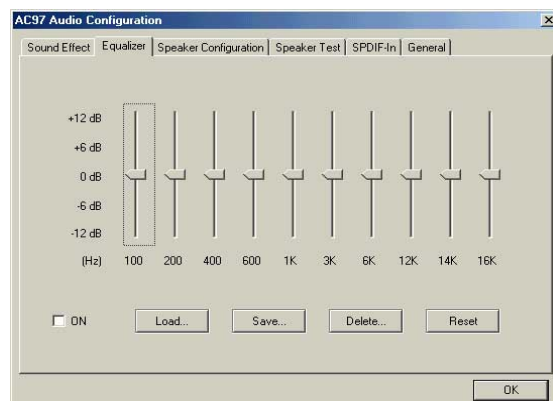 AC97 Audio Configuration
Sound Effect Equalizer Speaker Configuration Speaker Test SPDIF-In General
+12 dB
+6 dB
0 dB
-6 dB
-12 dB
(Hz) 100 200 400 600 1K 3K 6K 12K 14K 16K
ON Load... Save... Delete... Reset
OK